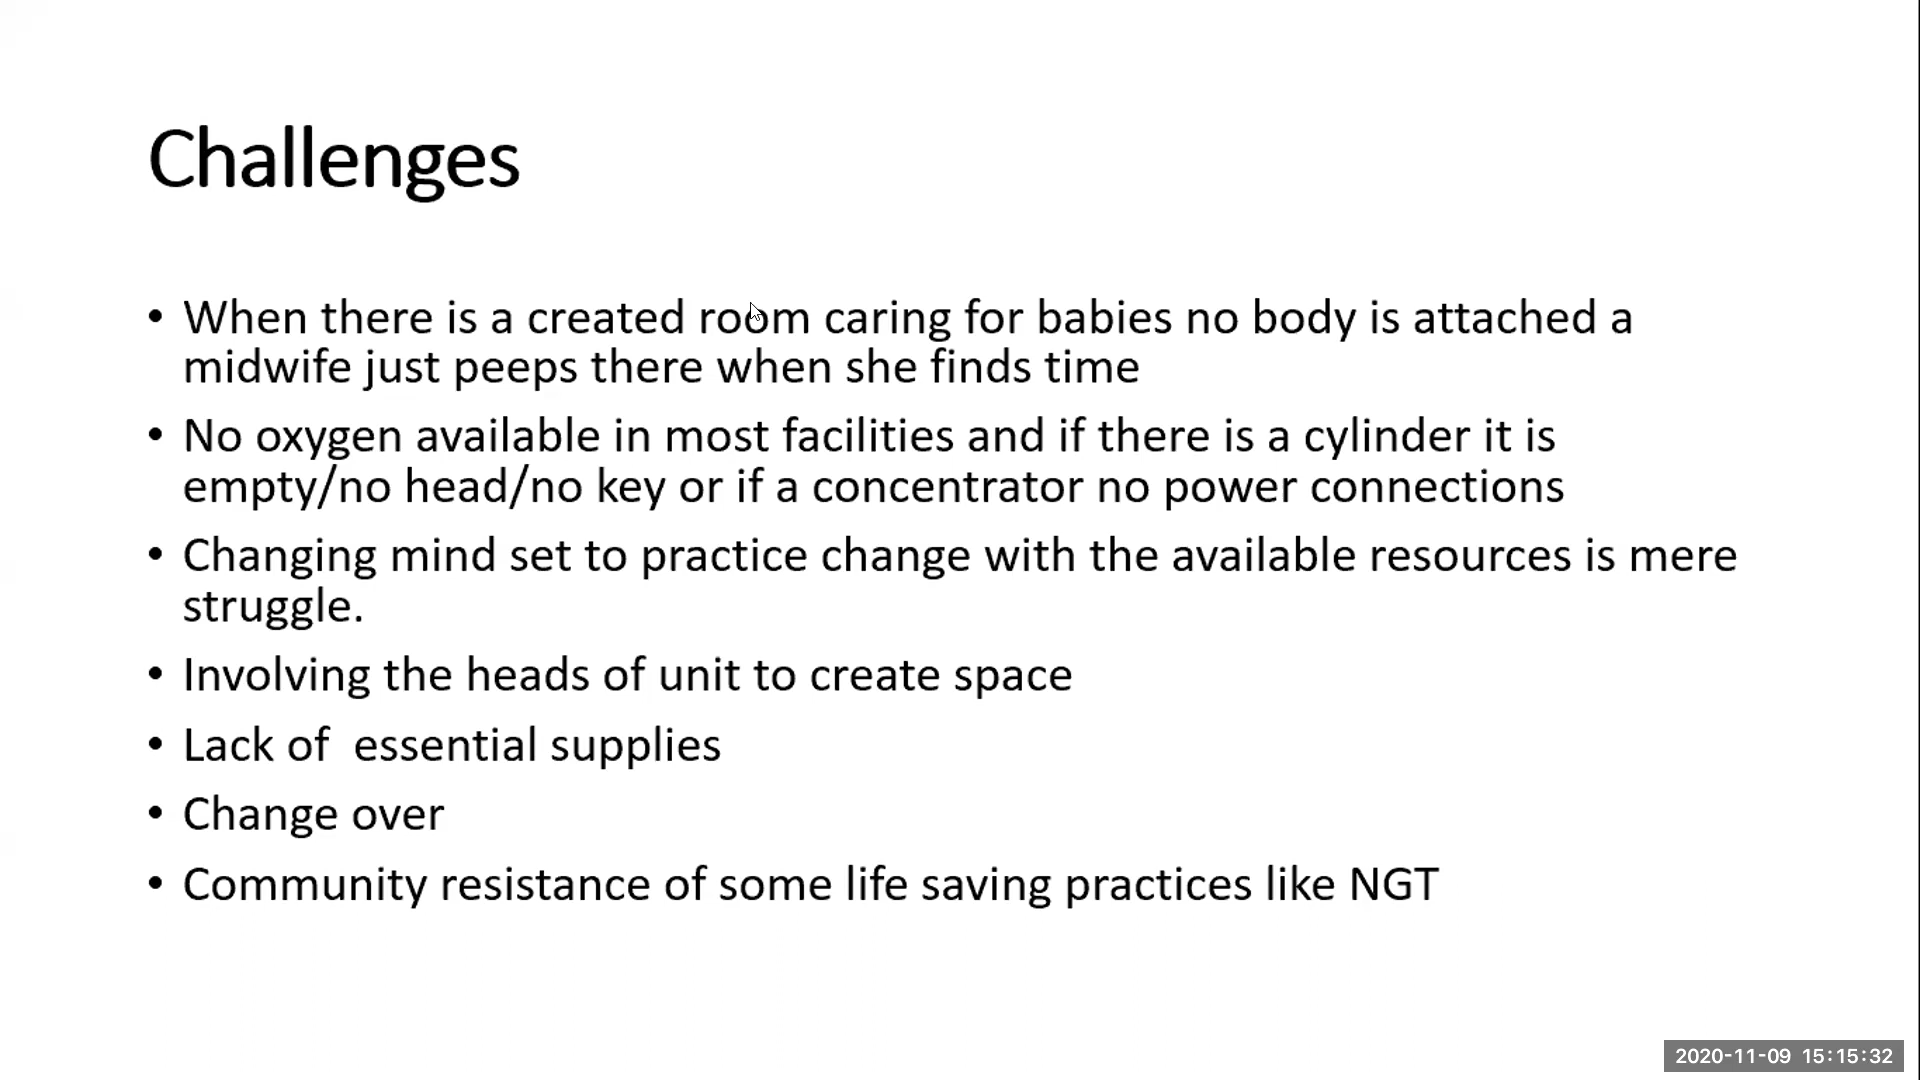 Challenges
• When there is a created room caring for babies no body is attached a
midwife just peeps there when she finds time
• No oxygen available in most facilities and if there is a cylinder it is
empty/no head/no key or if a concentrator no power connections
• Changing mind set to practice change with the available resources is mere
struggle.
• Involving the heads of unit to create space
• Lack of  essential supplies
• Change over
• Community resistance of some life saving practices like NGT
2020-11-09 15:15:32